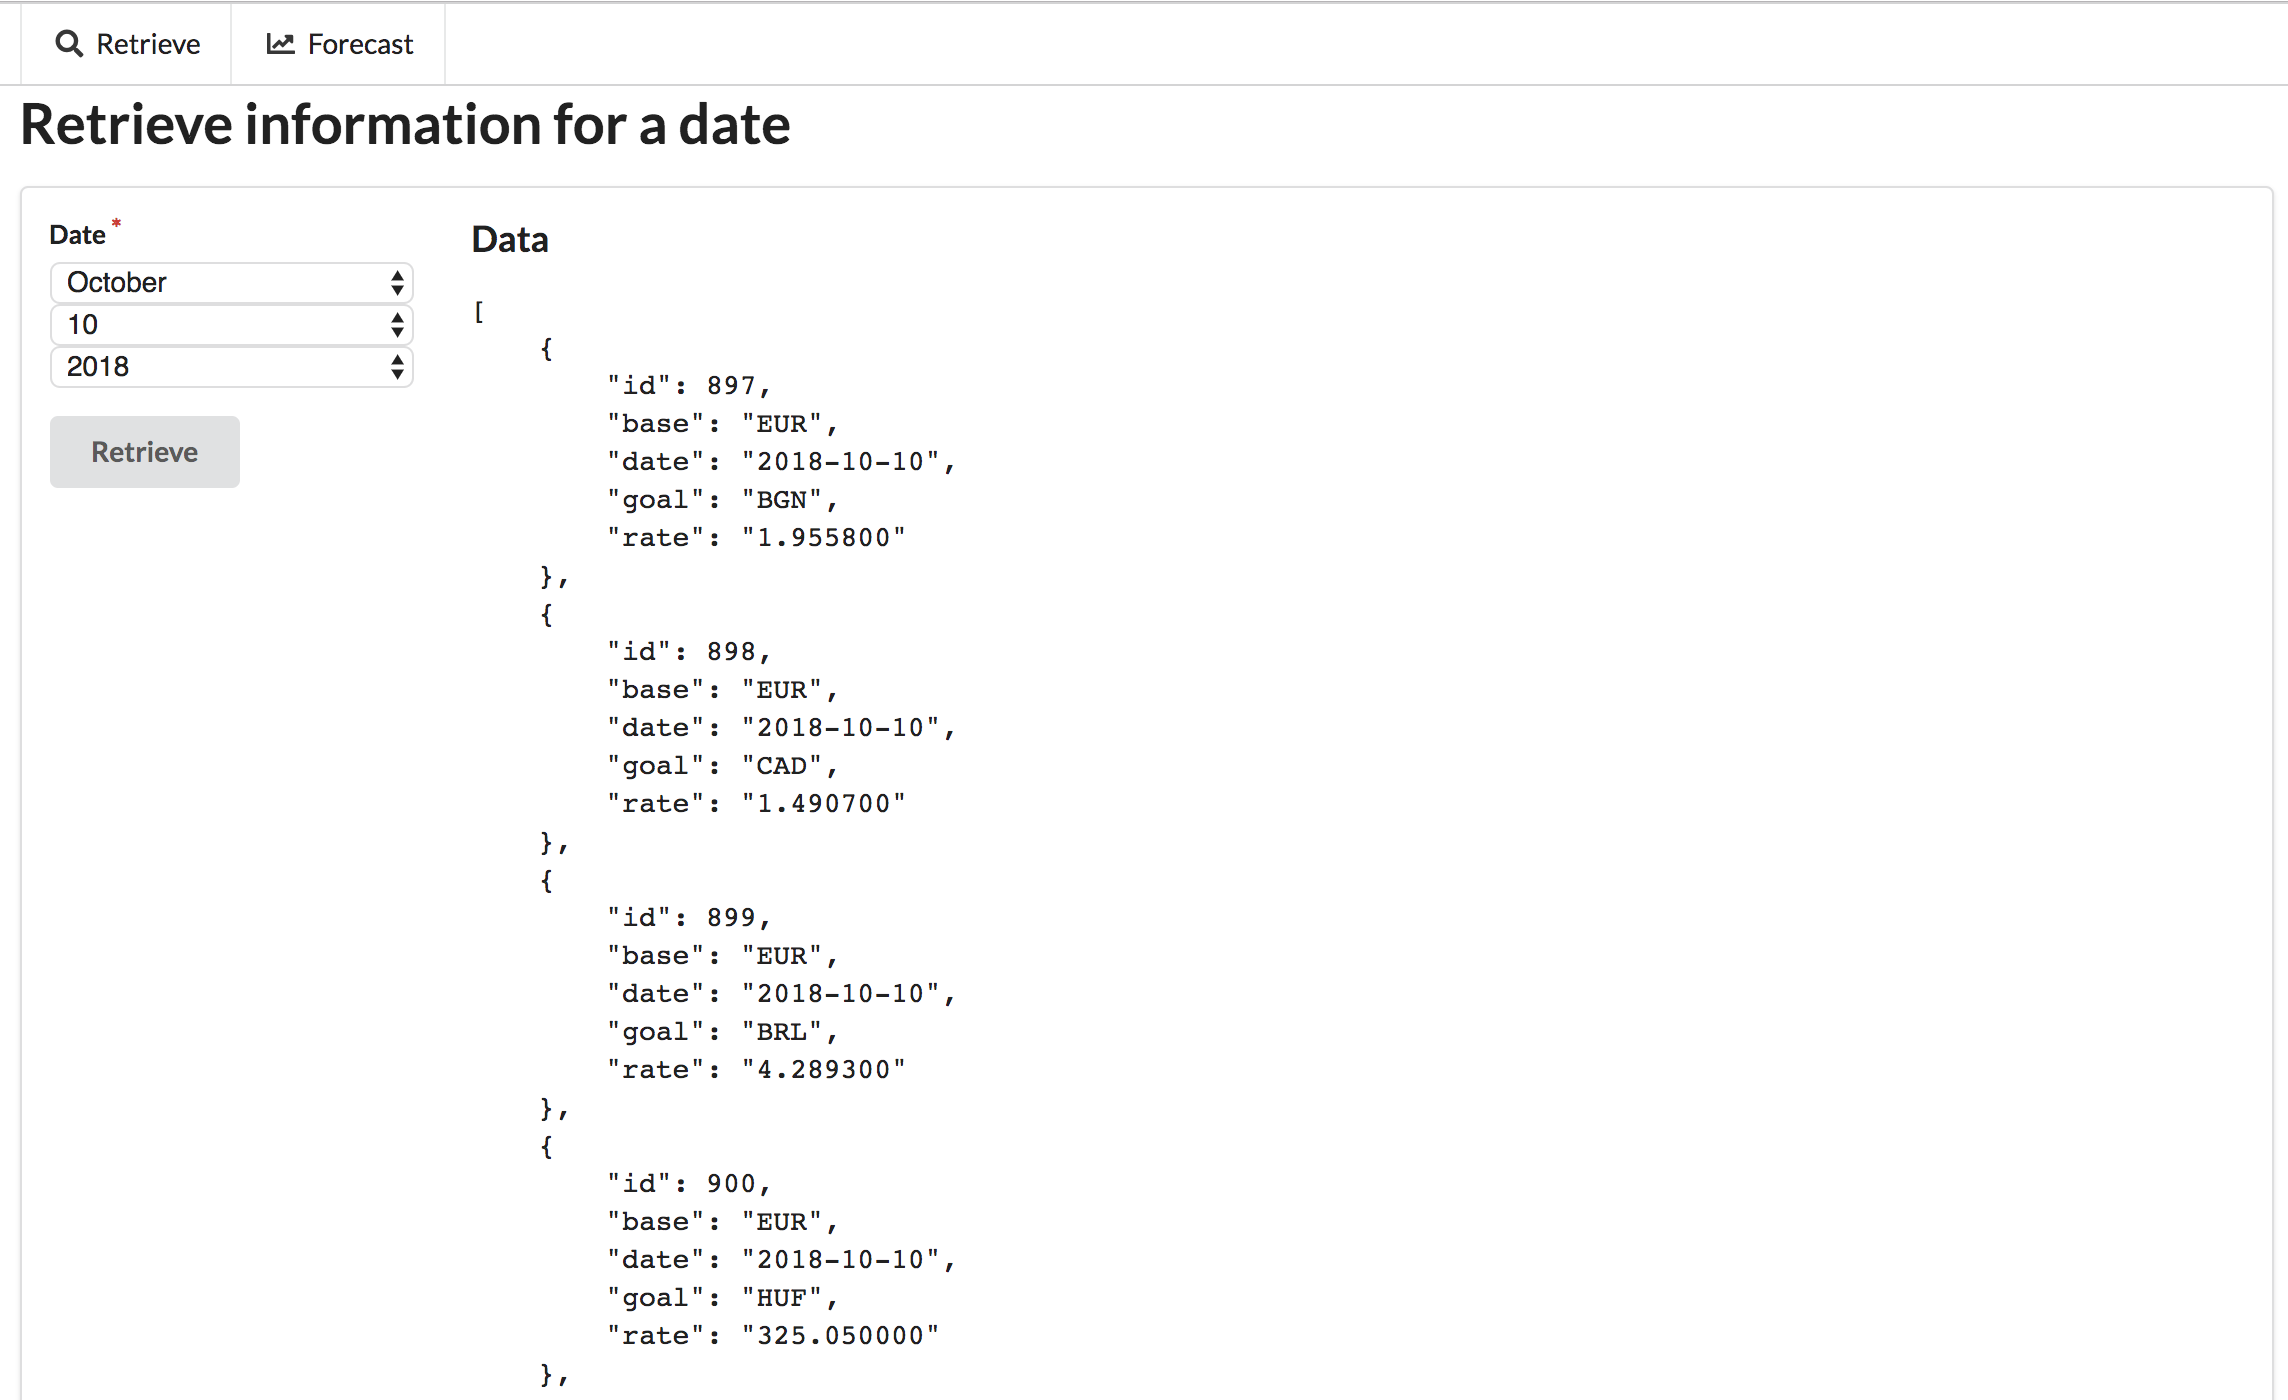 Retrieve
Forecast
Retrieve information for a date
Date *
October
10
2018
Retrieve
Data
[
    {
        "id": 897,
        "base": "EUR",
        "date": "2018-10-10",
        "goal": "BGN",
        "rate": "1.955800"
    },
    {
        "id": 898,
        "base": "EUR",
        "date": "2018-10-10",
        "goal": "CAD",
        "rate": "1.490700"
    },
    {
        "id": 899,
        "base": "EUR",
        "date": "2018-10-10",
        "goal": "BRL",
        "rate": "4.289300"
    },
    {
        "id": 900,
        "base": "EUR",
        "date": "2018-10-10",
        "goal": "HUF",
        "rate": "325.050000"
    },